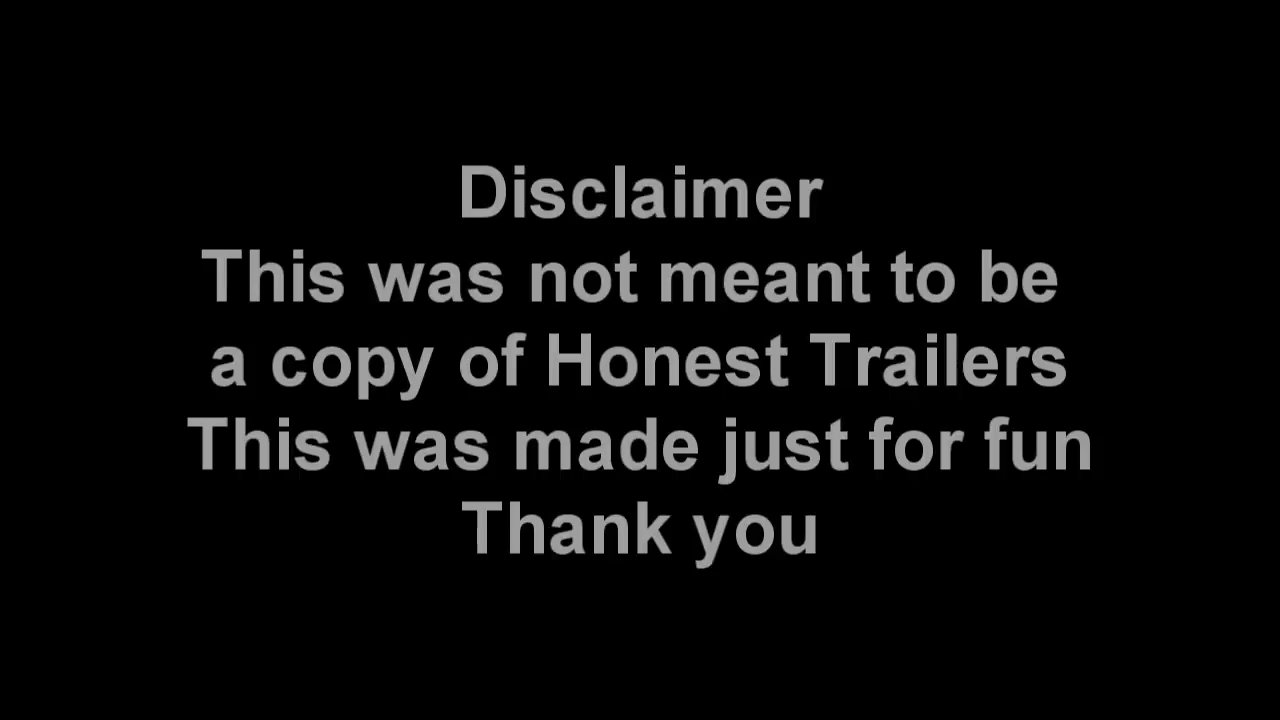 Disclaimer
This was not meant to be
a copy of Honest Trailers
This was made just for fun
Thank you